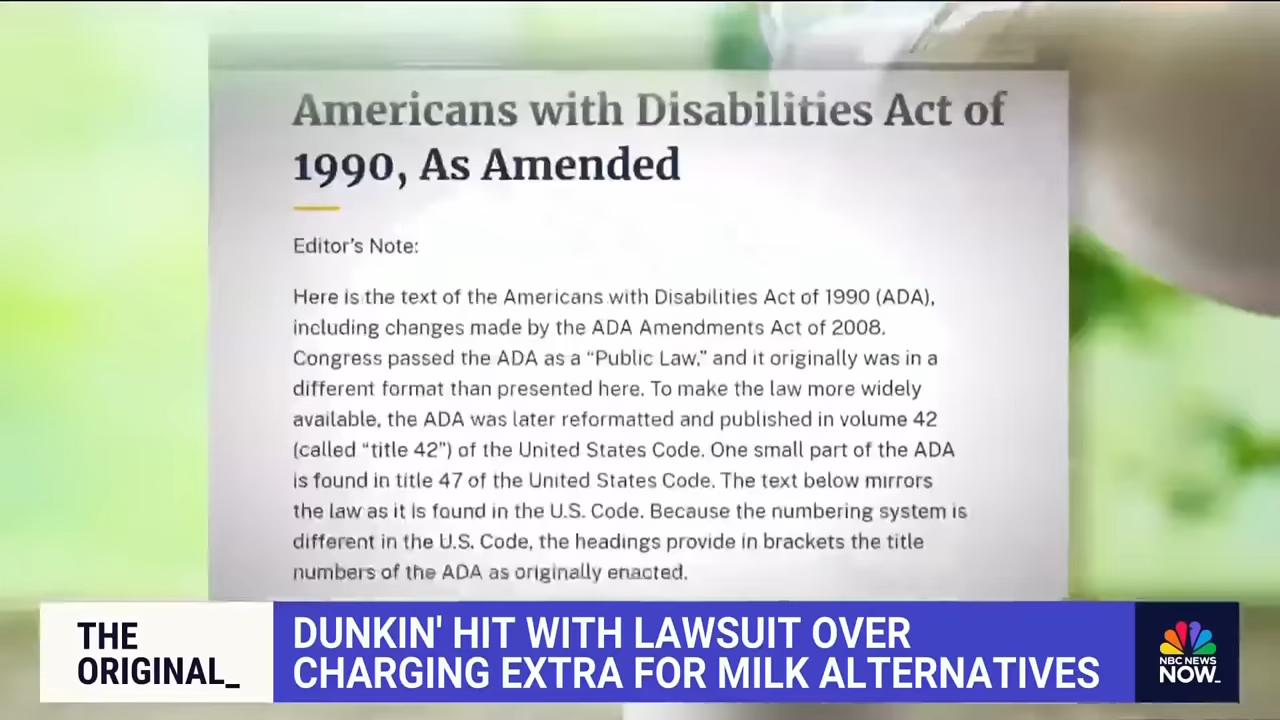 Americans with Disabilities Act of
1990, As Amended
Editor's Note:
Here is the text of the Americans with Disabilities Act of 1990 (ADA),
including changes made by the ADA Amendments Act of 2008.
Congress passed the ADA as a “Public Law,” and it originally was in a
different format than presented here. To make the law more widely
available, the ADA was later reformatted and published in volume 42
(called “title 42”) of the United States Code. One small part of the ADA
is found in title 47 of the United States Code. The text below mirrors
the law as it is found in the U.S. Code. Because the numbering system is
different in the U.S. Code, the headings provide in brackets the title
numbers of the ADA as originally enacted.
THE
ORIGINAL_
DUNKIN' HIT WITH LAWSUIT OVER
CHARGING EXTRA FOR MILK ALTERNATIVES
NBC NEWS
NOW_